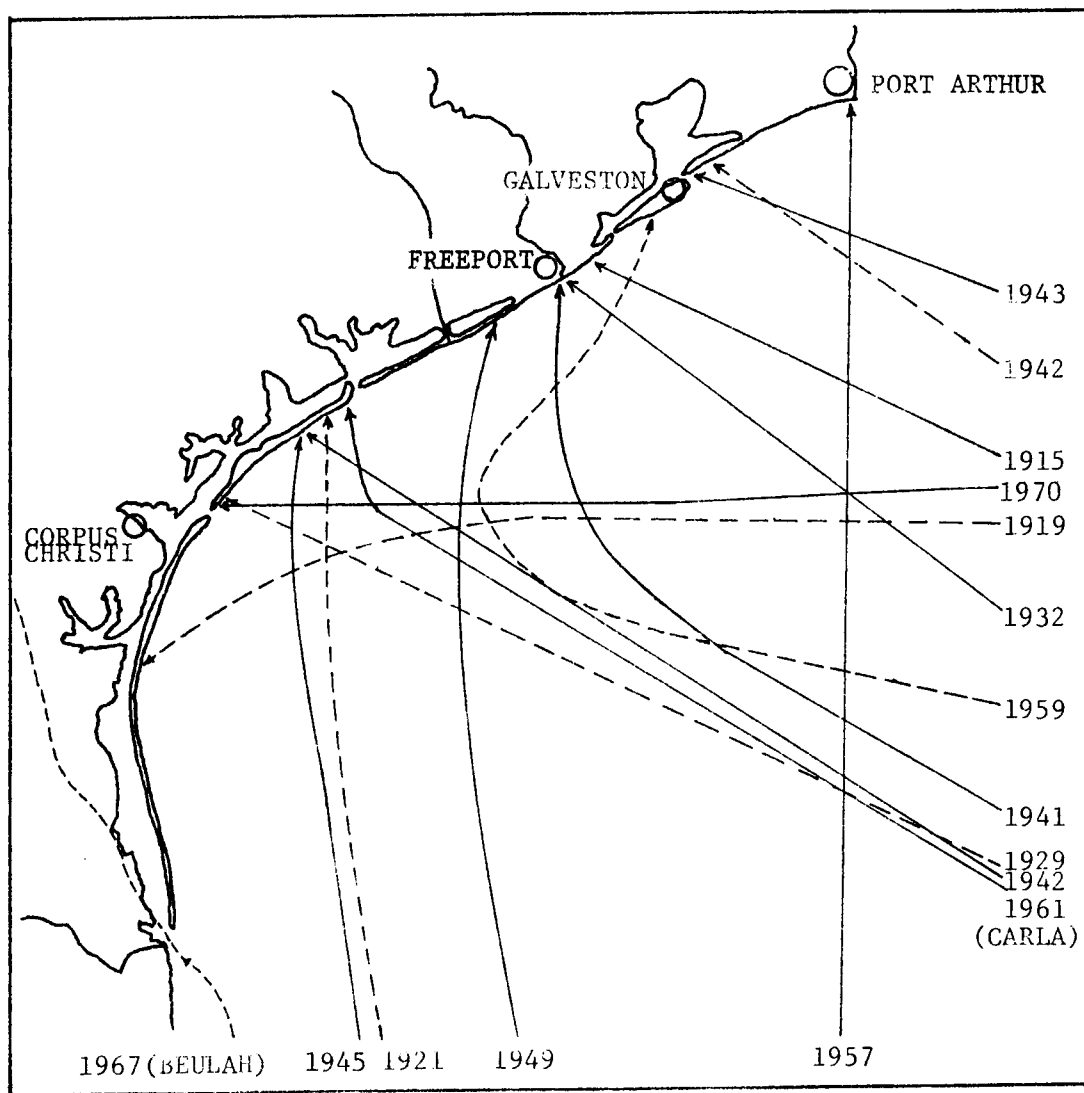 PORT ARTHUR
GALVESTON
FREEPORT
1943
1942
1915
1970
1919
CORPUS
CHRISTI
1932
1959
1941
1929
1942
1961
(CARLA)
1967(BEULAH) 1945 1921 1949 1957